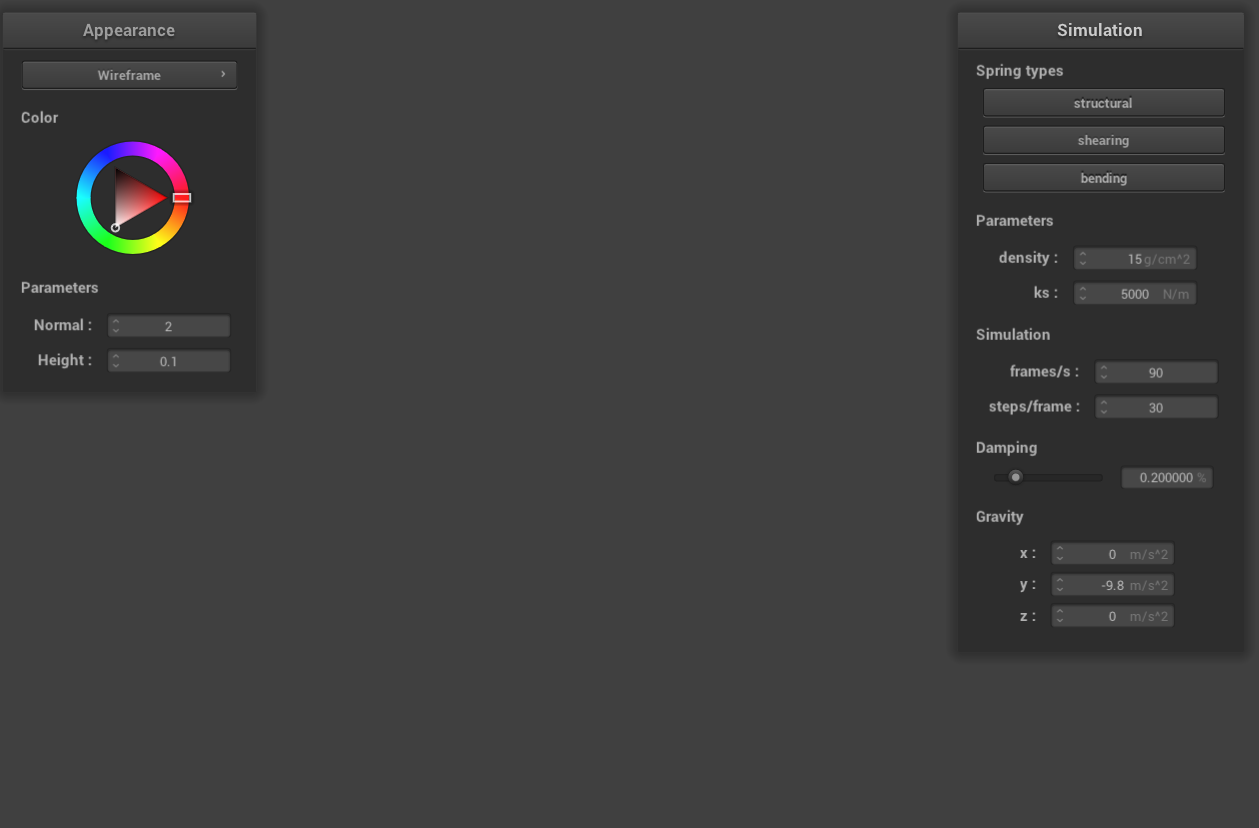 Appearance
Wireframe ›
Color
Parameters
Normal : 2
Height : 0.1
Simulation
Spring types
structural
shearing
bending
Parameters
density : 15 g/cm^2
ks : 5000 N/m
Simulation
frames/s : 90
steps/frame : 30
Damping
0.200000 %
Gravity
x : 0 m/s^2
y : -9.8 m/s^2
z : 0 m/s^2